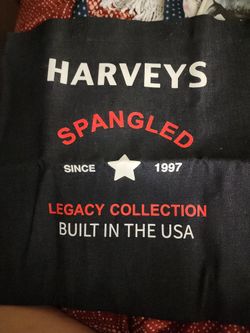 HARVEYS
SPANGLED
SINCE 1997
LEGACY COLLECTION
BUILT IN THE USA